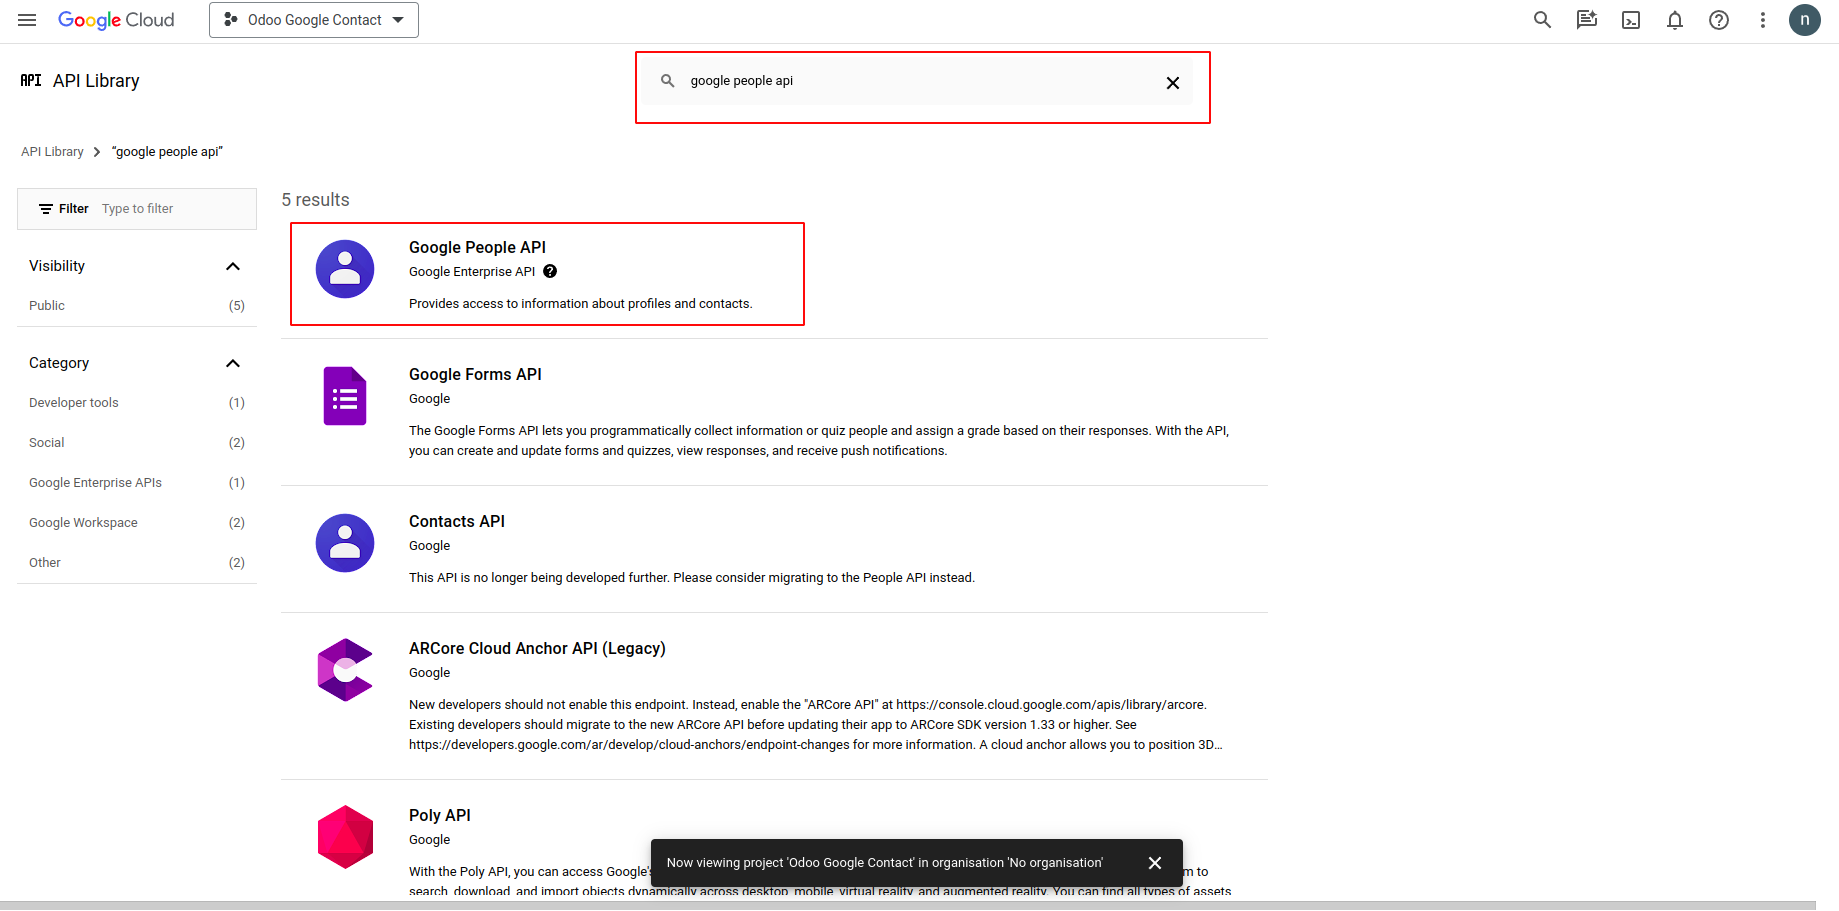 Google Cloud
Odoo Google Contact
n
API API Library
google people api
API Library
“google people api”
Filter Type to filter
Visibility
Public (5)
Category
Developer tools (1)
Social (2)
Google Enterprise APIs (1)
Google Workspace (2)
Other (2)
5 results
Google People API
Google Enterprise API
Provides access to information about profiles and contacts.
Google Forms API
Google
The Google Forms API lets you programmatically collect information or quiz people and assign a grade based on their responses. With the API,
you can create and update forms and quizzes, view responses, and receive push notifications.
Contacts API
Google
This API is no longer being developed further. Please consider migrating to the People API instead.
ARCore Cloud Anchor API (Legacy)
Google
New developers should not enable this endpoint. Instead, enable the "ARCore API" at https://console.cloud.google.com/apis/library/arcore.
Existing developers should migrate to the new ARCore API before updating their app to ARCore SDK version 1.33 or higher. See
https://developers.google.com/ar/develop/cloud-anchors/endpoint-changes for more information. A cloud anchor allows you to position 3D…
Poly API
Google
With the Poly API, you can access Google's m to
search, download, and import objects dynamically across desktop, mobile, virtual reality, and augmented reality. You can find all types of assets
Now viewing project 'Odoo Google Contact' in organisation 'No organisation'